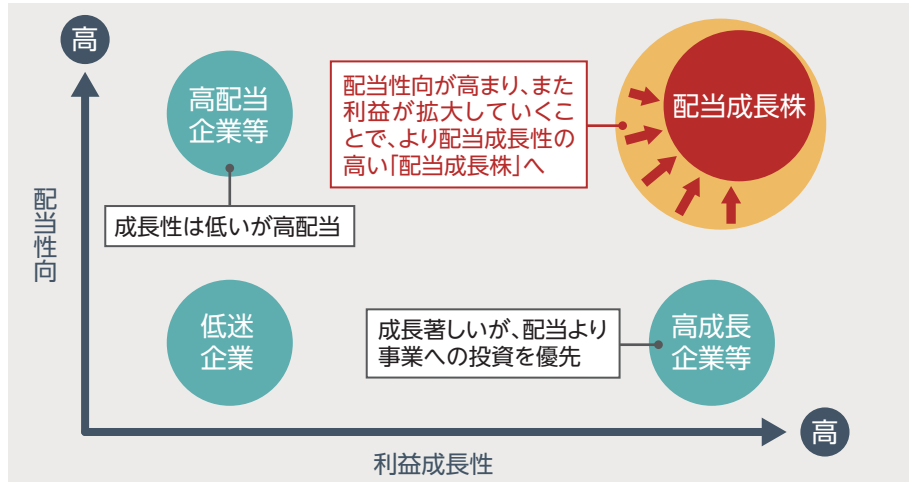 高
高配当
企業等
成長性は低いが高配当
配当性向が高まり、また
利益が拡大していくこ
とで、より配当成長性の
高い「配当成長株」へ
配当成長株
配当性向
低迷
企業
成長著しいが、配当より
事業への投資を優先
高成長
企業等
高
利益成長性